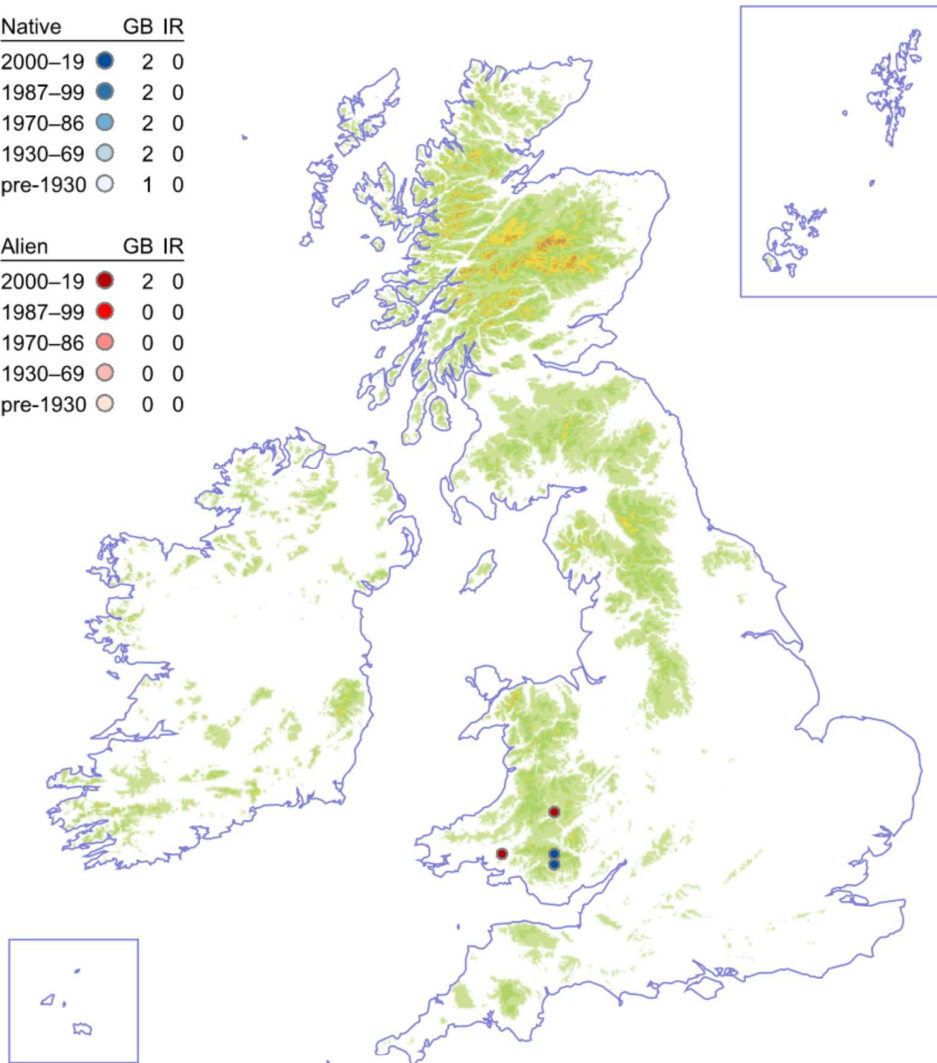 Native GB IR
2000–19 2 0
1987–99 2 0
1970–86 2 0
1930–69 2 0
pre-1930 1 0
Alien GB IR
2000–19 2 0
1987–99 0 0
1970–86 0 0
1930–69 0 0
pre-1930 0 0